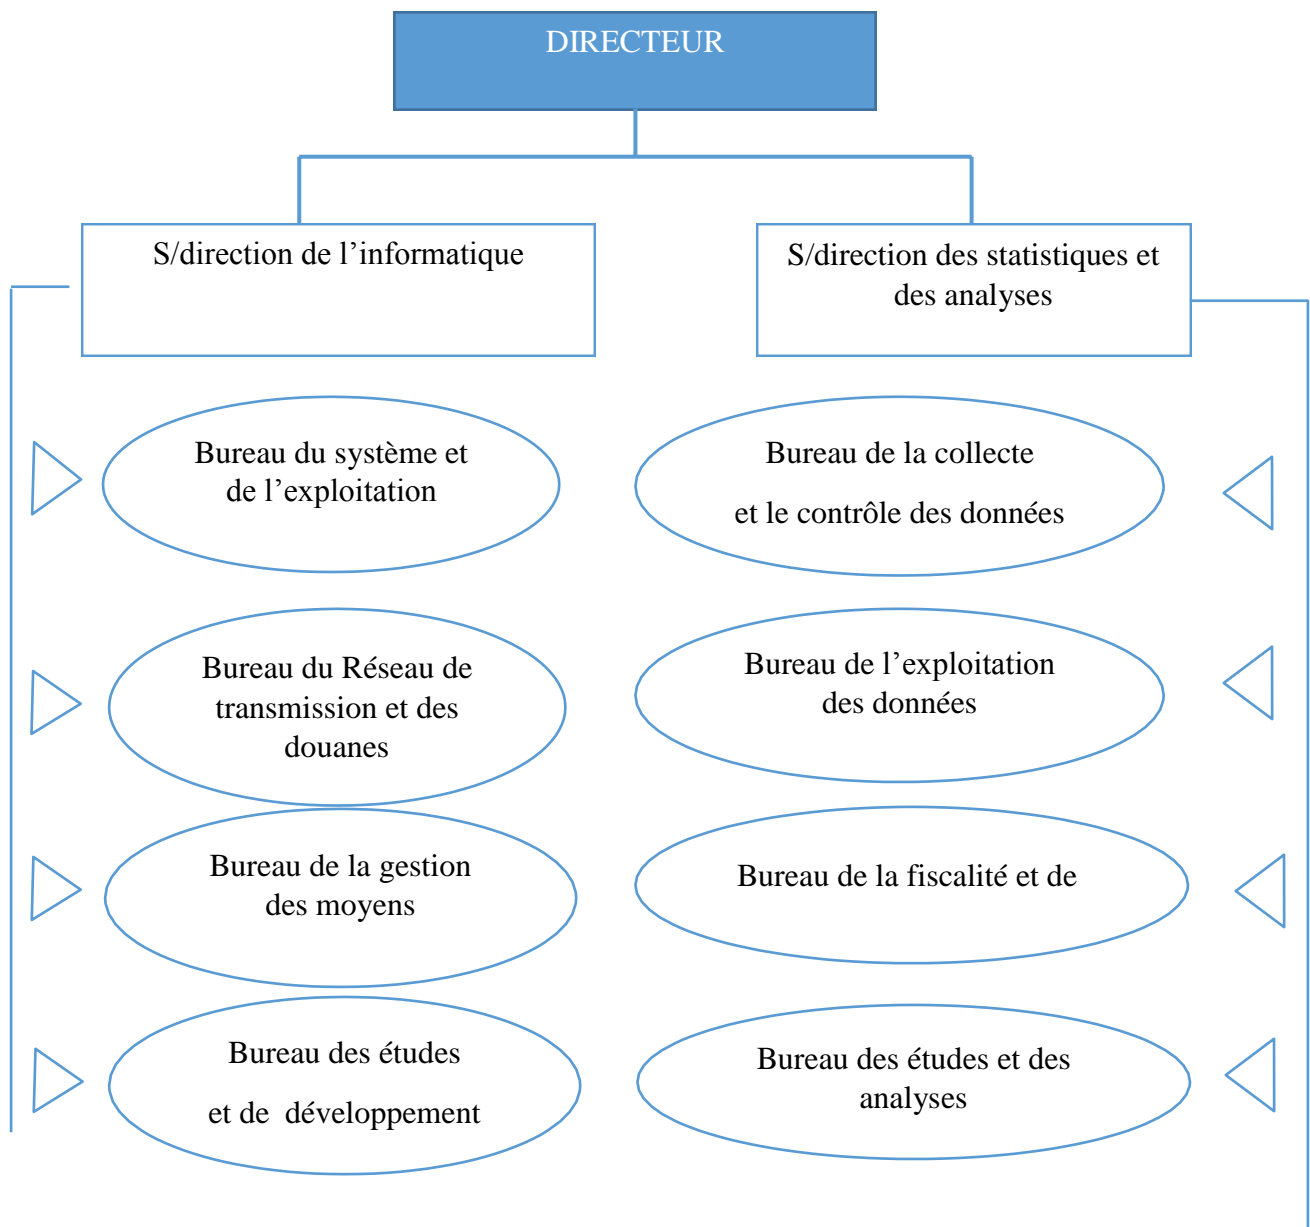 DIRECTEUR
S/direction de l’informatique
S/direction des statistiques et
des analyses
Bureau du système et
de l’exploitation
Bureau de la collecte
et le contrôle des données
Bureau du Réseau de
transmission et des
douanes
Bureau de l’exploitation
des données
Bureau de la gestion
des moyens
Bureau de la fiscalité et de
Bureau des études
et de  développement
Bureau des études et des
analyses